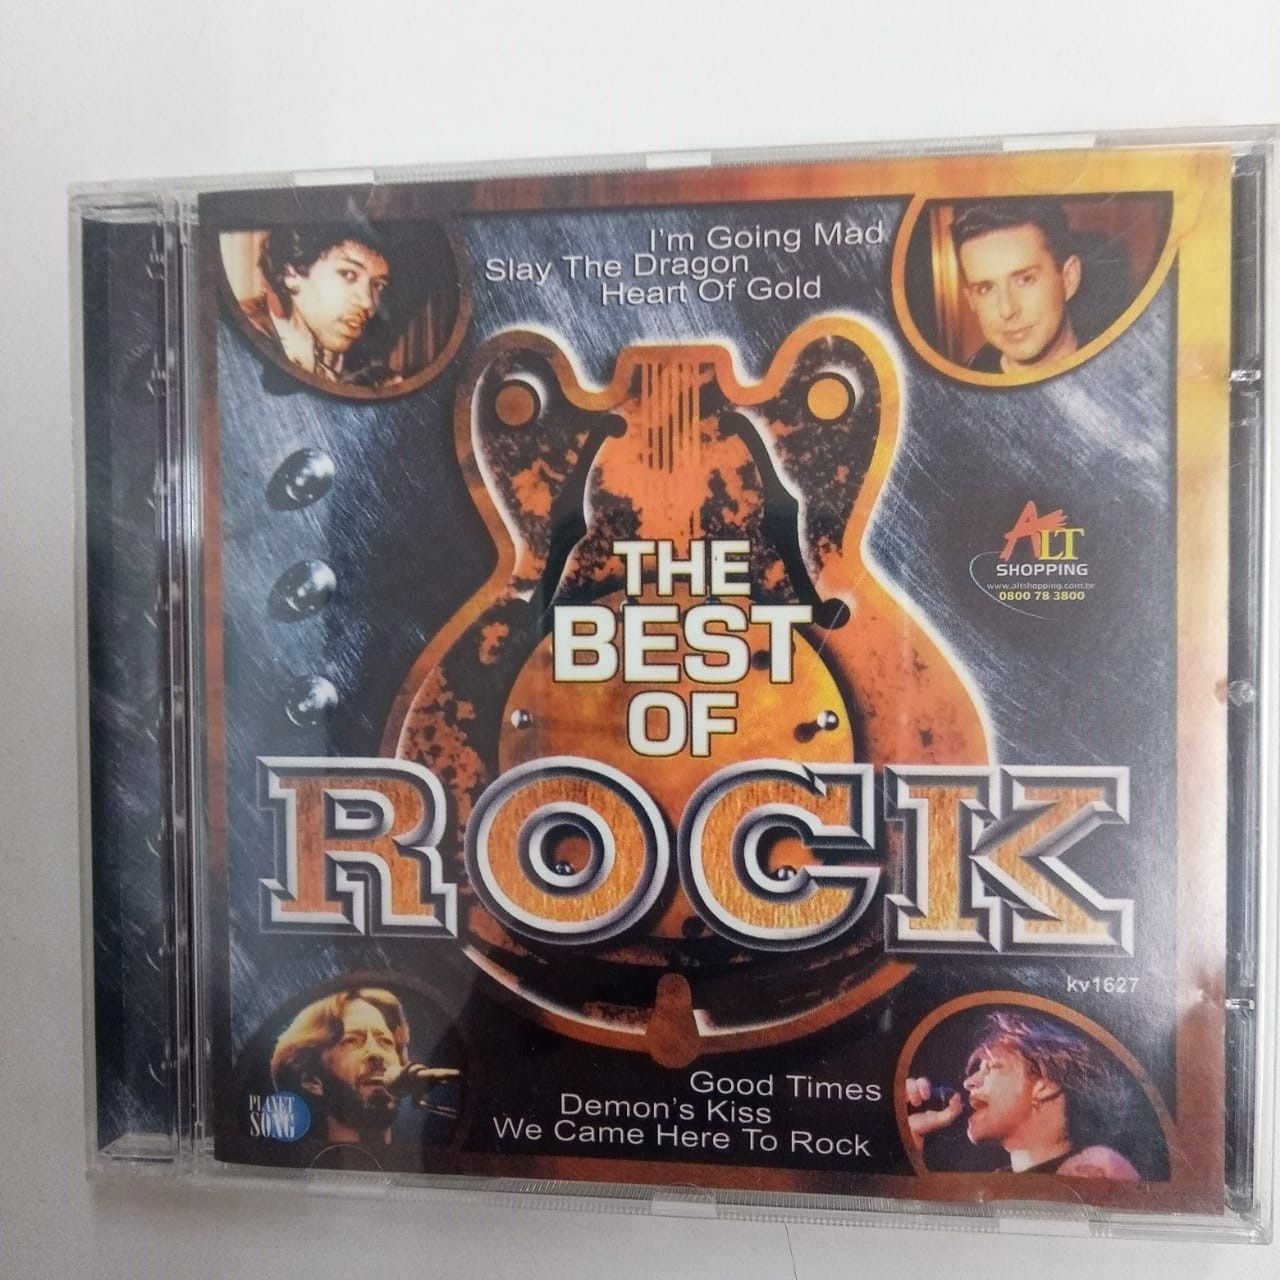 I'm Going Mad
Slay The Dragon
Heart Of Gold
ALT
SHOPPING
www.altshopping.com.br
0800 78 3800
THE
BEST
OF
ROCK
kv1627
PLANET
SONG
Good Times
Demon's Kiss
We Came Here To Rock